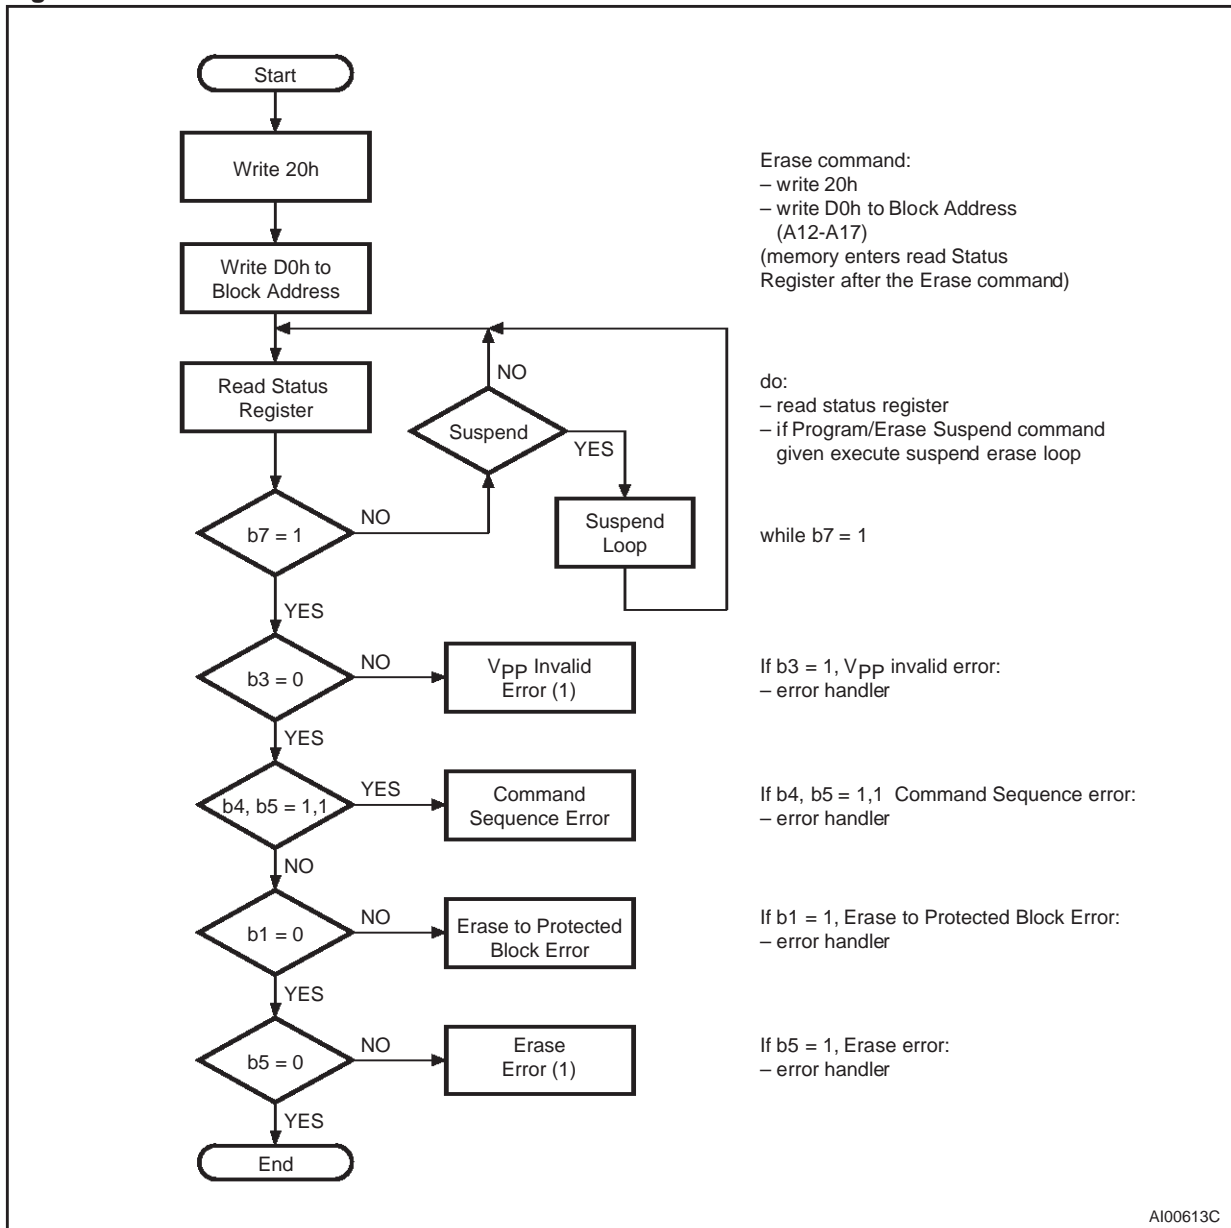 Start
Write 20h
Erase command:
– write 20h
– write D0h to Block Address
(A12-A17)
(memory enters read Status
Register after the Erase command)
Write D0h to
Block Address
NO
Read Status
Register
Suspend
YES
do:
– read status register
– if Program/Erase Suspend command
given execute suspend erase loop
b7 = 1
NO
Suspend
Loop
while b7 = 1
YES
b3 = 0
NO
VPP Invalid
Error (1)
If b3 = 1, VPP invalid error:
– error handler
YES
b4, b5 = 1,1
YES
Command
Sequence Error
If b4, b5 = 1,1 Command Sequence error:
– error handler
NO
b1 = 0
NO
Erase to Protected
Block Error
If b1 = 1, Erase to Protected Block Error:
– error handler
YES
b5 = 0
NO
Erase
Error (1)
If b5 = 1, Erase error:
– error handler
YES
End
AI00613C